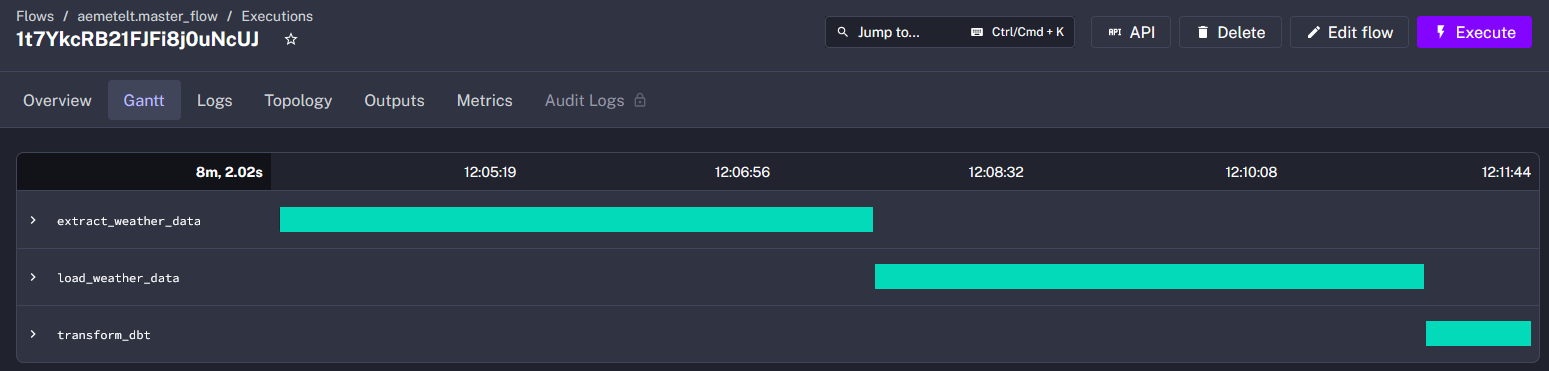 Flows / aemetelt.master_flow / Executions
1t7YkcRB21FJFi8j0uNcUJ
Jump to... Ctrl/Cmd + K
API API
Delete
Edit flow
Execute
Overview Gantt Logs Topology Outputs Metrics Audit Logs
8m, 2.02s 12:05:19 12:06:56 12:08:32 12:10:08 12:11:44
extract_weather_data
load_weather_data
transform_dbt